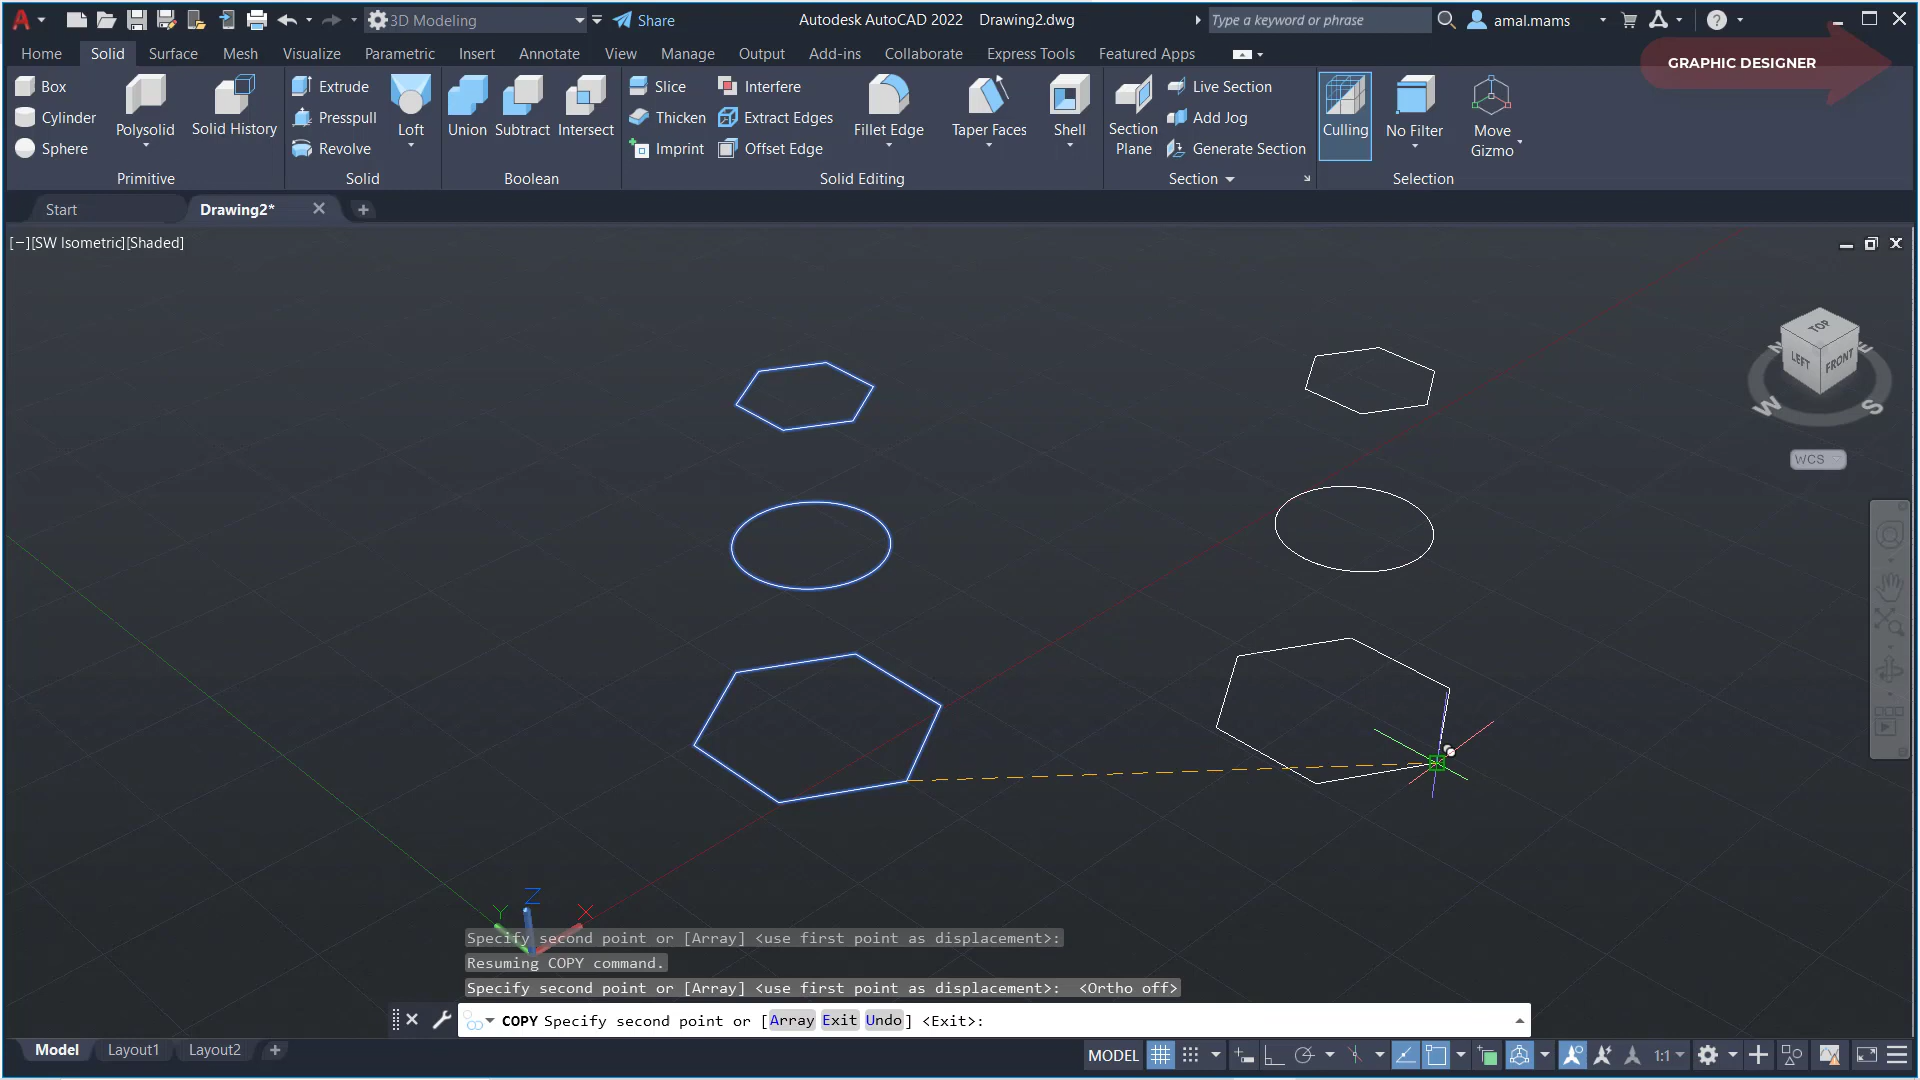 3D Modeling
Share
Autodesk AutoCAD 2022 Drawing2.dwg
Type a keyword or phrase
amal.mams
Home Solid Surface Mesh Visualize Parametric Insert Annotate View Manage Output Add-ins Collaborate Express Tools Featured Apps
GRAPHIC DESIGNER
Box
Cylinder
Sphere
Polysolid
Solid History
Primitive
Extrude
Presspull
Revolve
Loft
Solid
Union
Subtract
Intersect
Boolean
Slice
Thicken
Imprint
Interfere
Extract Edges
Offset Edge
Fillet Edge
Taper Faces
Shell
Solid Editing
Section
Plane
Live Section
Add Jog
Generate Section
Section
Culling
No Filter
Move
Gizmo
Selection
Start
Drawing2*
[−][SW Isometric][Shaded]
TOP
LEFT
FRONT
N
E
W
S
WCS
Y
Z
X
Specify second point or [Array] <use first point as displacement>:
Resuming COPY command.
Specify second point or [Array] <use first point as displacement>:  <Ortho off>
COPY Specify second point or [Array Exit Undo] <Exit>:
Model Layout1 Layout2
MODEL
1:1